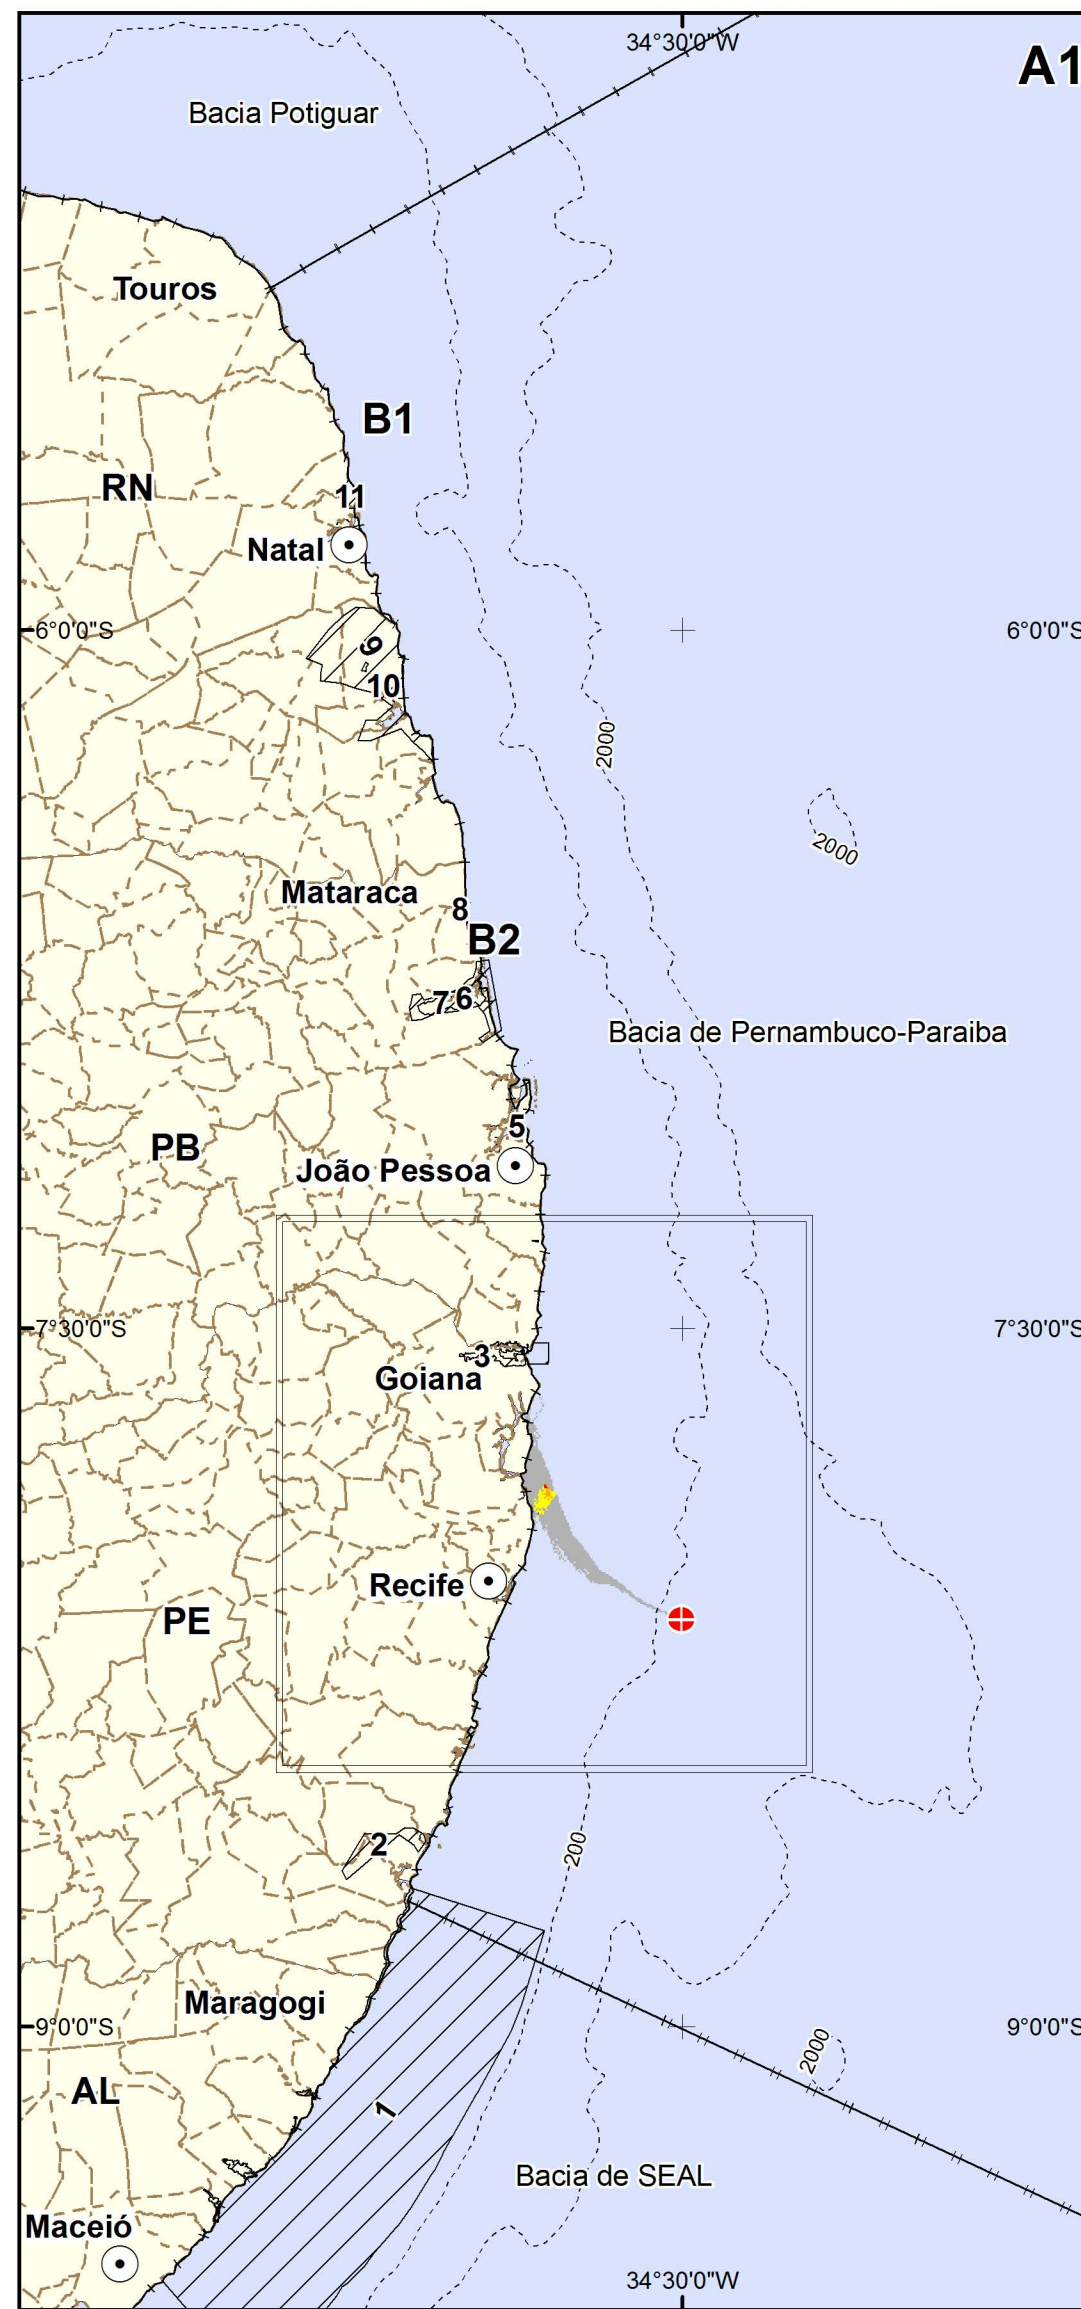 34°30'0"W
A1
Bacia Potiguar
Touros
B1
RN
11
Natal
6°0'0"S
6°0'0"S
9
10
2000
2000
Mataraca
8
B2
7
6
Bacia de Pernambuco-Paraiba
5
PB
João Pessoa
7°30'0"S
7°30'0"S
3
Goiana
Recife
PE
2
200
Maragogi
9°0'0"S
9°0'0"S
2000
AL
1
Bacia de SEAL
Maceió
34°30'0"W